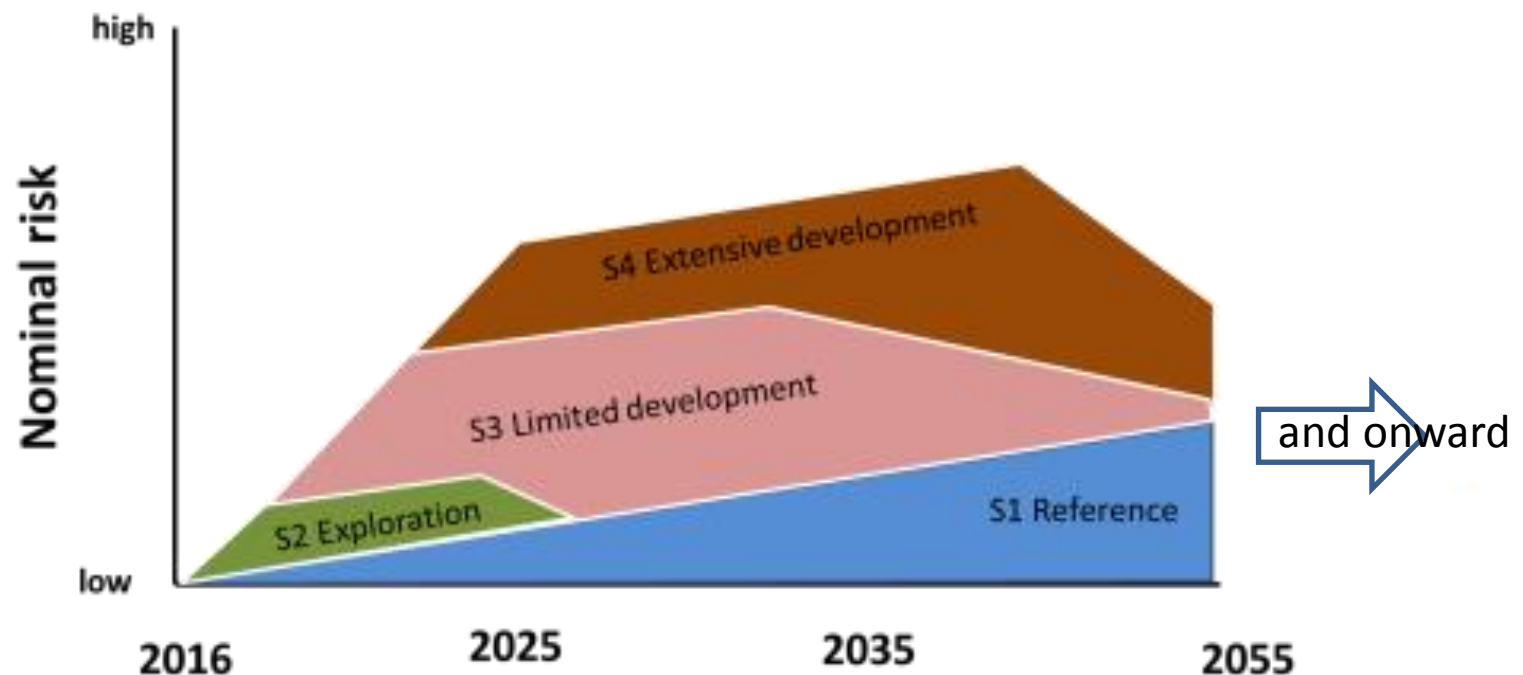 high
Nominal risk
S4 Extensive development
S3 Limited development
and onward
S2 Exploration
S1 Reference
low
2016
2025
2035
2055